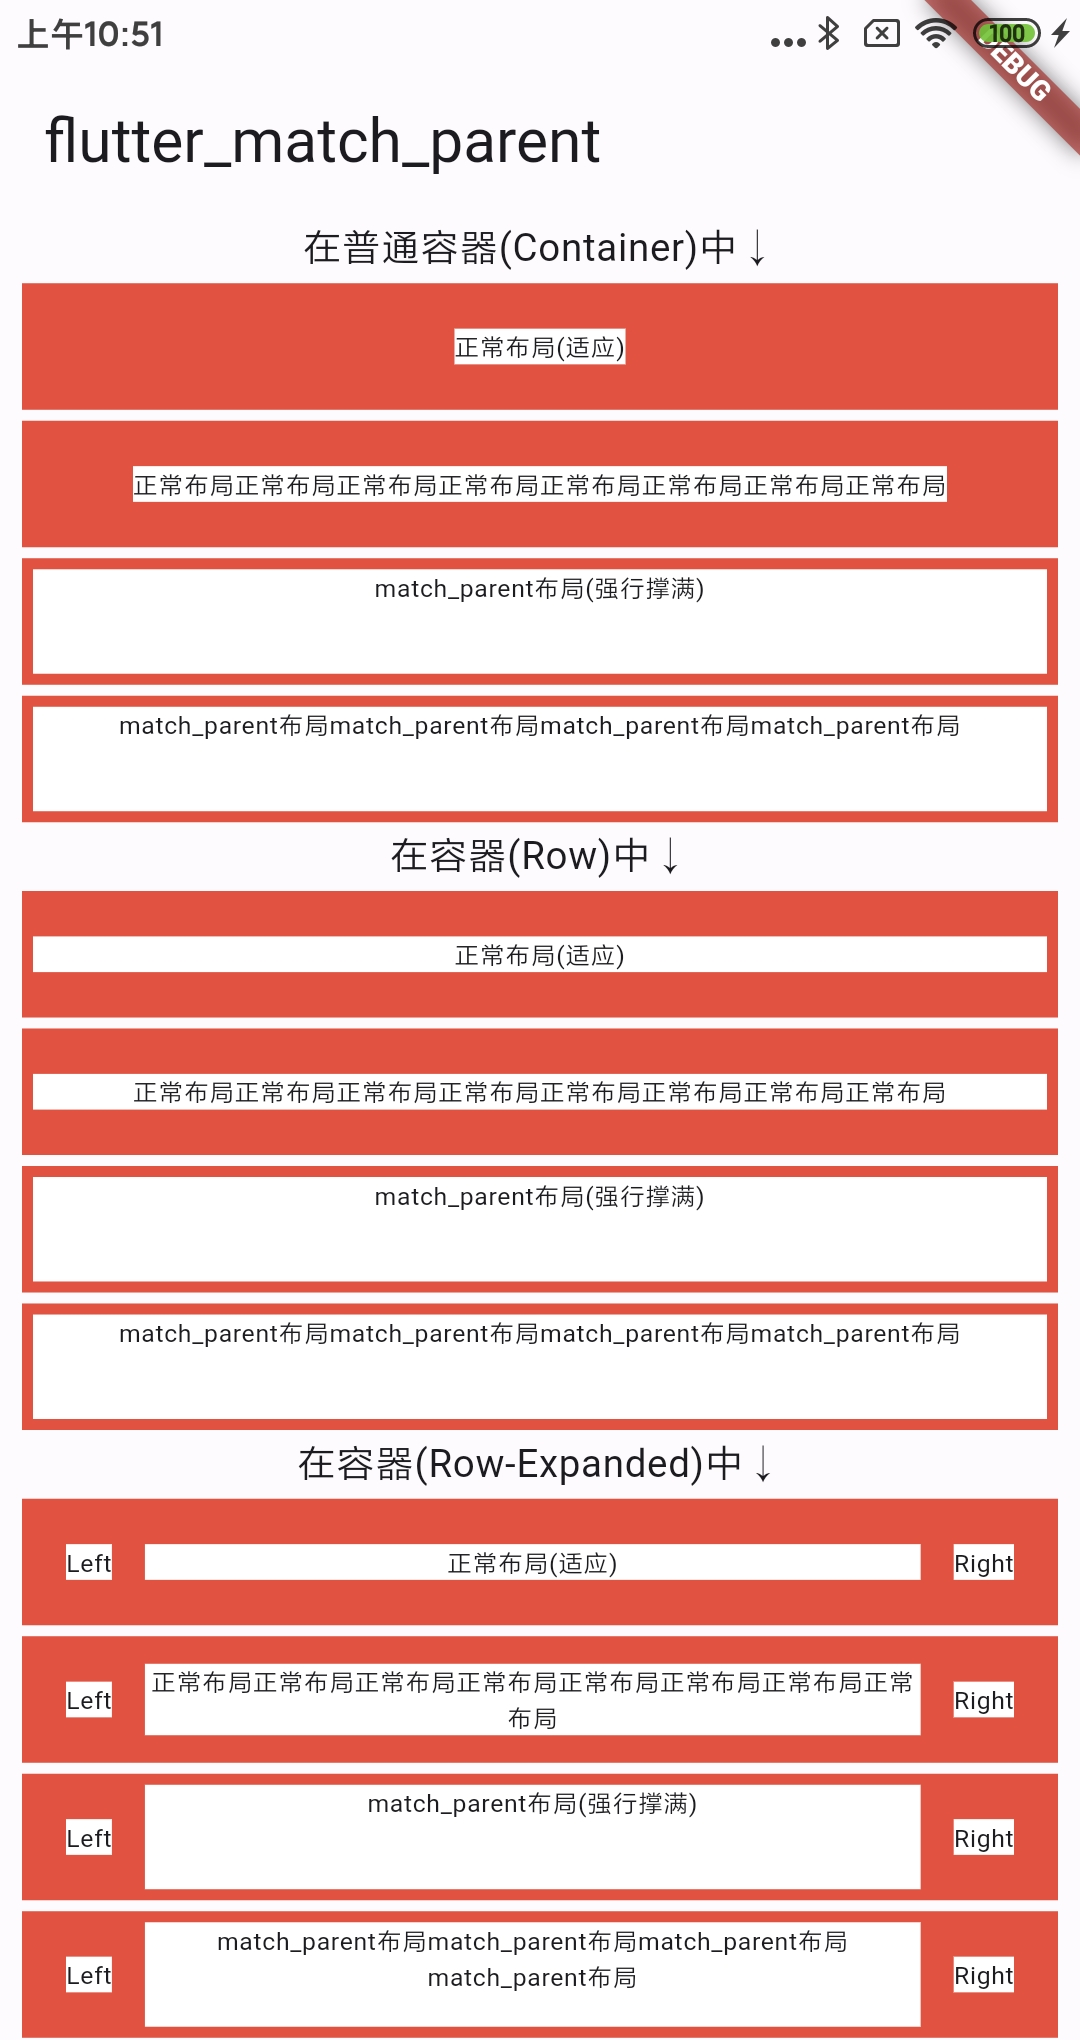 上午10:51
100
DEBUG
flutter_match_parent
在普通容器(Container)中↓
正常布局(适应)
正常布局正常布局正常布局正常布局正常布局正常布局正常布局正常布局
match_parent布局(强行撑满)
match_parent布局match_parent布局match_parent布局match_parent布局
在容器(Row)中↓
正常布局(适应)
正常布局正常布局正常布局正常布局正常布局正常布局正常布局正常布局
match_parent布局(强行撑满)
match_parent布局match_parent布局match_parent布局match_parent布局
在容器(Row-Expanded)中↓
Left 正常布局(适应) Right
正常布局正常布局正常布局正常布局正常布局正常布局正常布局正常
Left Right
布局
match_parent布局(强行撑满)
Left Right
match_parent布局match_parent布局match_parent布局
Left Right
match_parent布局